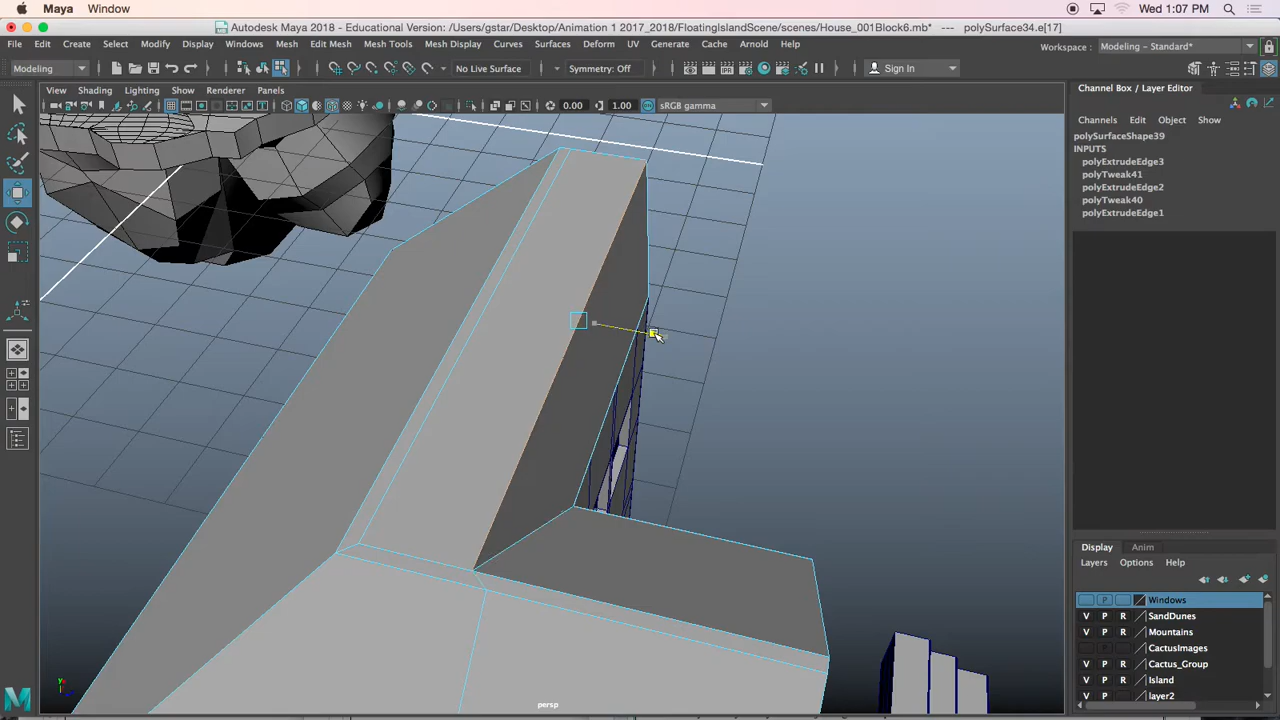 Maya Window Wed 1:07 PM
Autodesk Maya 2018 - Educational Version: /Users/gstar/Desktop/Animation 1 2017_2018/FloatingIslandScene/scenes/House_001Block6.mb* --- polySurface34.e[17]
File Edit Create Select Modify Display Windows Mesh Edit Mesh Mesh Tools Mesh Display Curves Surfaces Deform UV Generate Cache Arnold Help
Workspace : Modeling - Standard*
Modeling No Live Surface Symmetry: Off Sign In
View Shading Lighting Show Renderer Panels
Channel Box / Layer Editor
0.00 1.00 sRGB gamma
Channels Edit Object Show
polySurfaceShape39
INPUTS
polyExtrudeEdge3
polyTweak41
polyExtrudeEdge2
polyTweak40
polyExtrudeEdge1
Display Anim
Layers Options Help
P Windows
V P R SandDunes
V P R Mountains
CactusImages
V P R Cactus_Group
V P R Island
V P layer2
persp
y